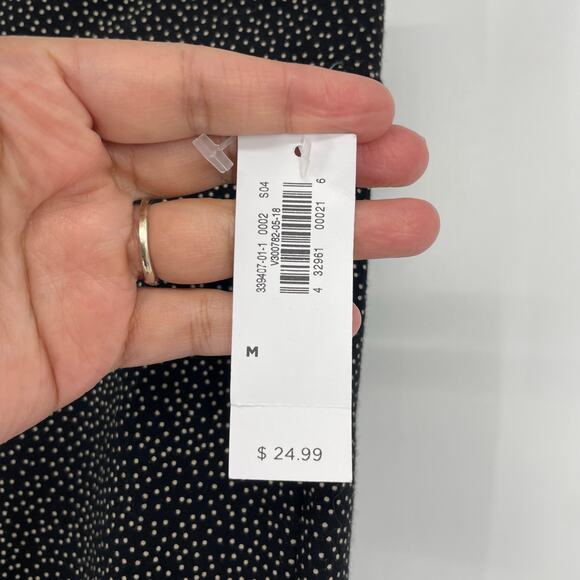 339407-01-1 0002 S04
V300782-05-18
4 32961 00021 6
M
$ 24.99